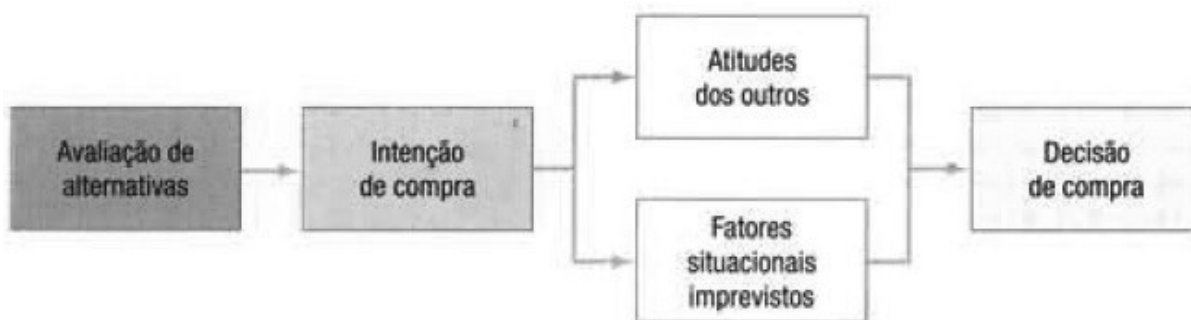 Avaliação de
alternativas
Intenção
de compra
Atitudes
dos outros
Fatores
situacionais
imprevistos
Decisão
de compra